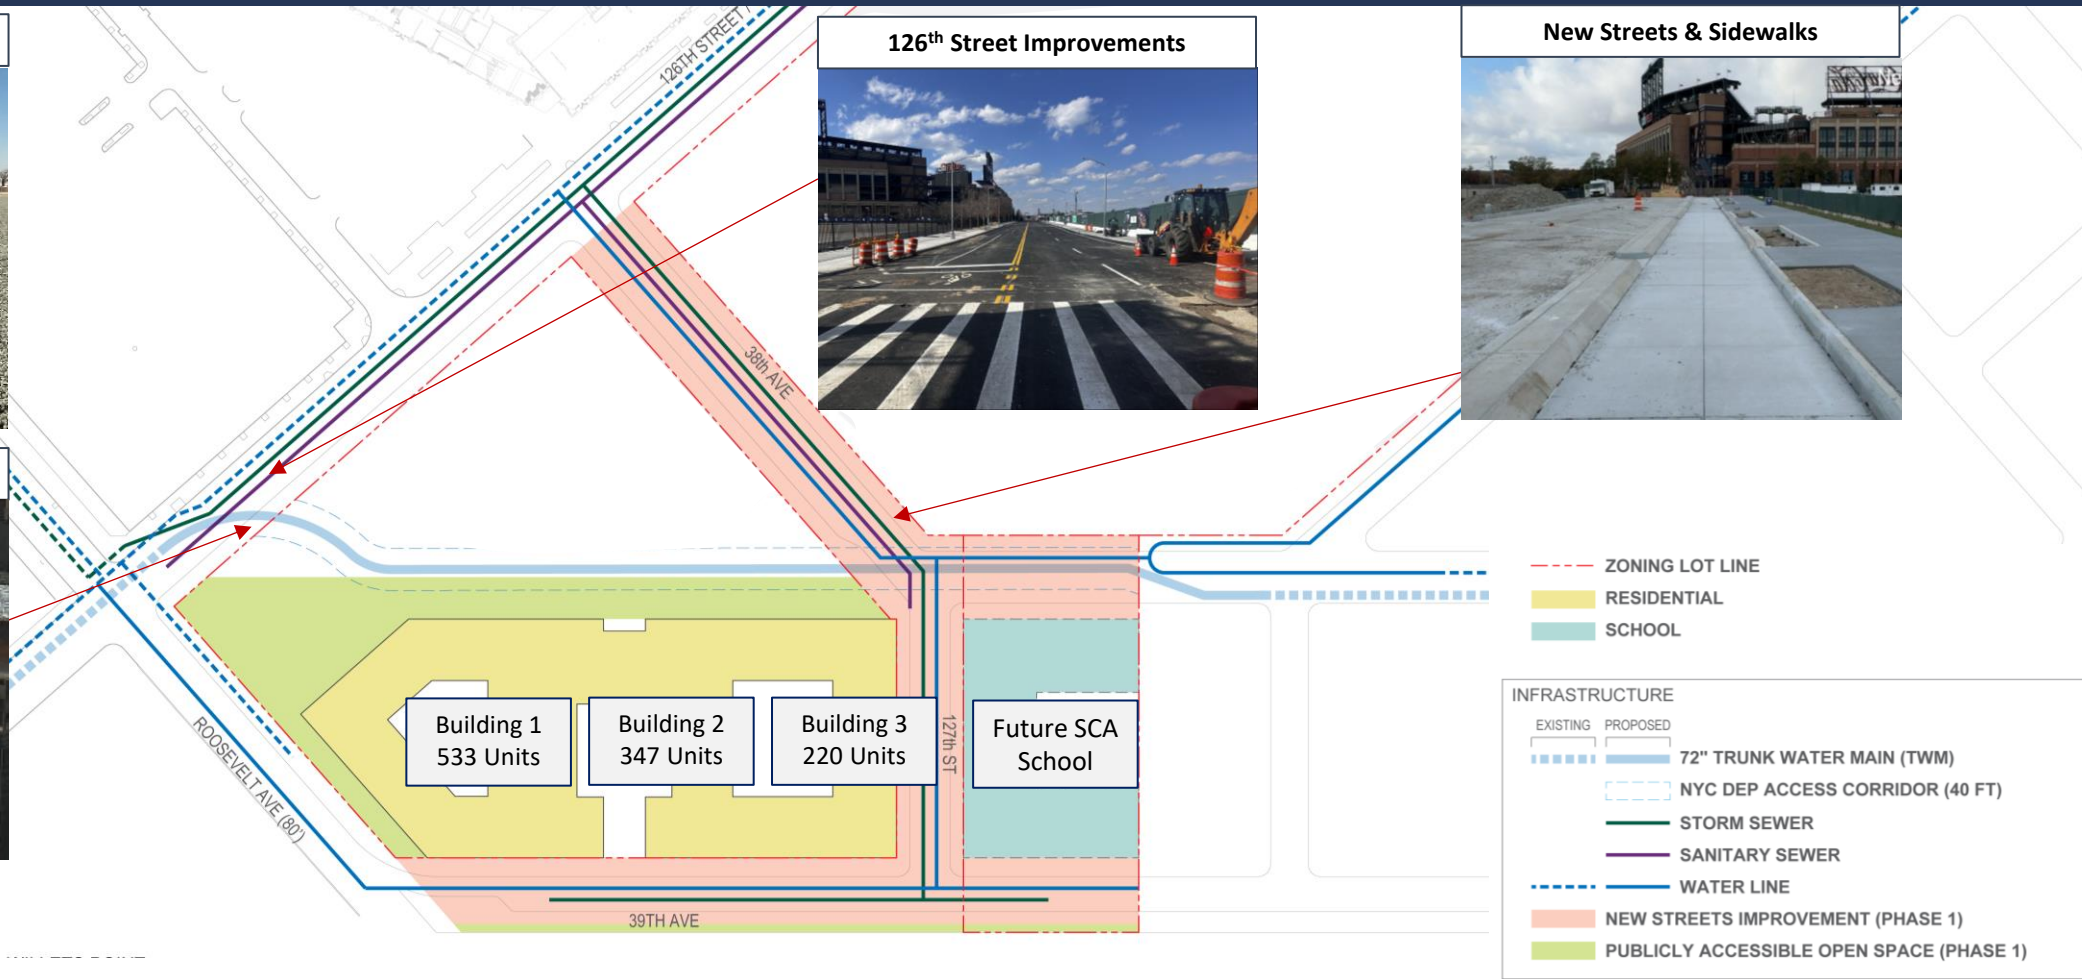 126th Street Improvements
New Streets & Sidewalks
126TH STREET
38th AVE
ROOSEVELT AVE (80')
Building 1
533 Units
Building 2
347 Units
Building 3
220 Units
127th ST
Future SCA
School
39TH AVE
ZONING LOT LINE
RESIDENTIAL
SCHOOL
INFRASTRUCTURE
EXISTING PROPOSED
72" TRUNK WATER MAIN (TWM)
NYC DEP ACCESS CORRIDOR (40 FT)
STORM SEWER
SANITARY SEWER
WATER LINE
NEW STREETS IMPROVEMENT (PHASE 1)
PUBLICLY ACCESSIBLE OPEN SPACE (PHASE 1)